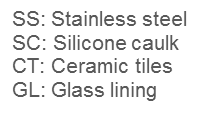 SS: Stainless steel
SC: Silicone caulk
CT: Ceramic tiles
GL: Glass lining